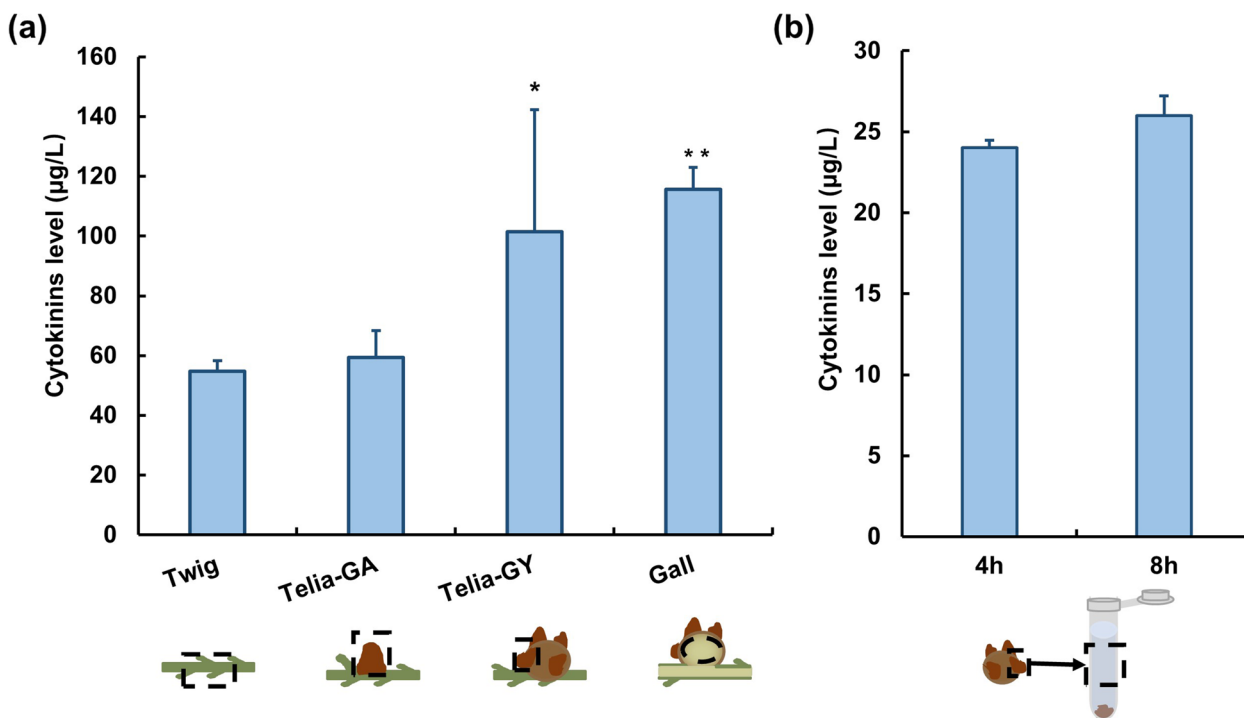 (a)
Cytokinins level (µg/L)
160
140
120
100
80
60
40
20
0
*
**
Twig
Telia-GA
Telia-GY
Gall
(b)
Cytokinins level (µg/L)
30
25
20
15
10
5
0
4h
8h